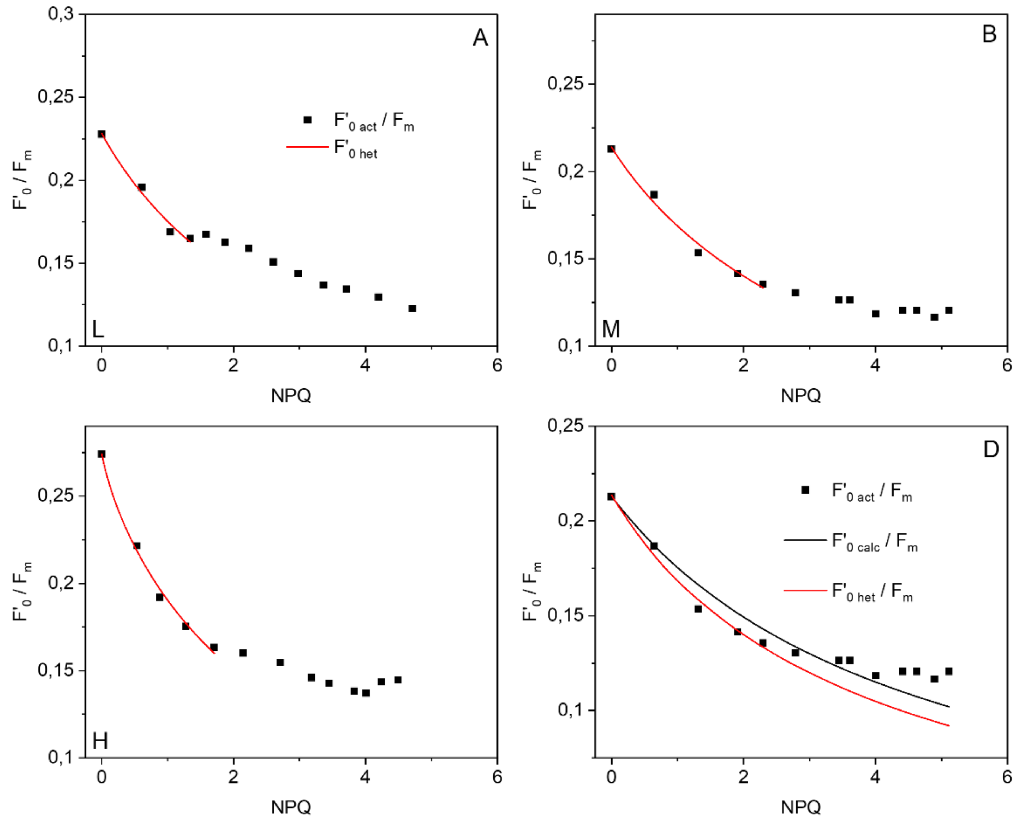 0,3
A
0,25
F'0 act / Fm
F'0 het
0,2
F'0 / Fm
0,15
L
0,1
0 2 4 6
NPQ
B
0,25
0,2
F'0 / Fm
0,15
M
0,1
0 2 4 6
NPQ
0,25
F'0 / Fm
0,2
0,15
H
0,1
0 2 4 6
NPQ
0,25
D
F'0 act / Fm
0,2
F'0 calc / Fm
F'0 / Fm
F'0 het / Fm
0,15
0,1
0 2 4 6
NPQ